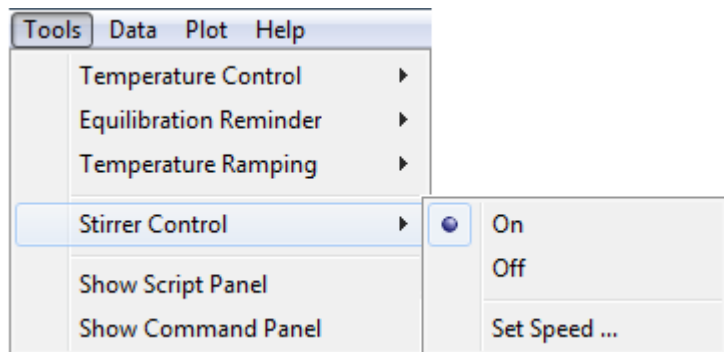 Tools Data Plot Help
Temperature Control
Equilibration Reminder
Temperature Ramping
Stirrer Control
On
Off
Show Script Panel
Show Command Panel
Set Speed ...